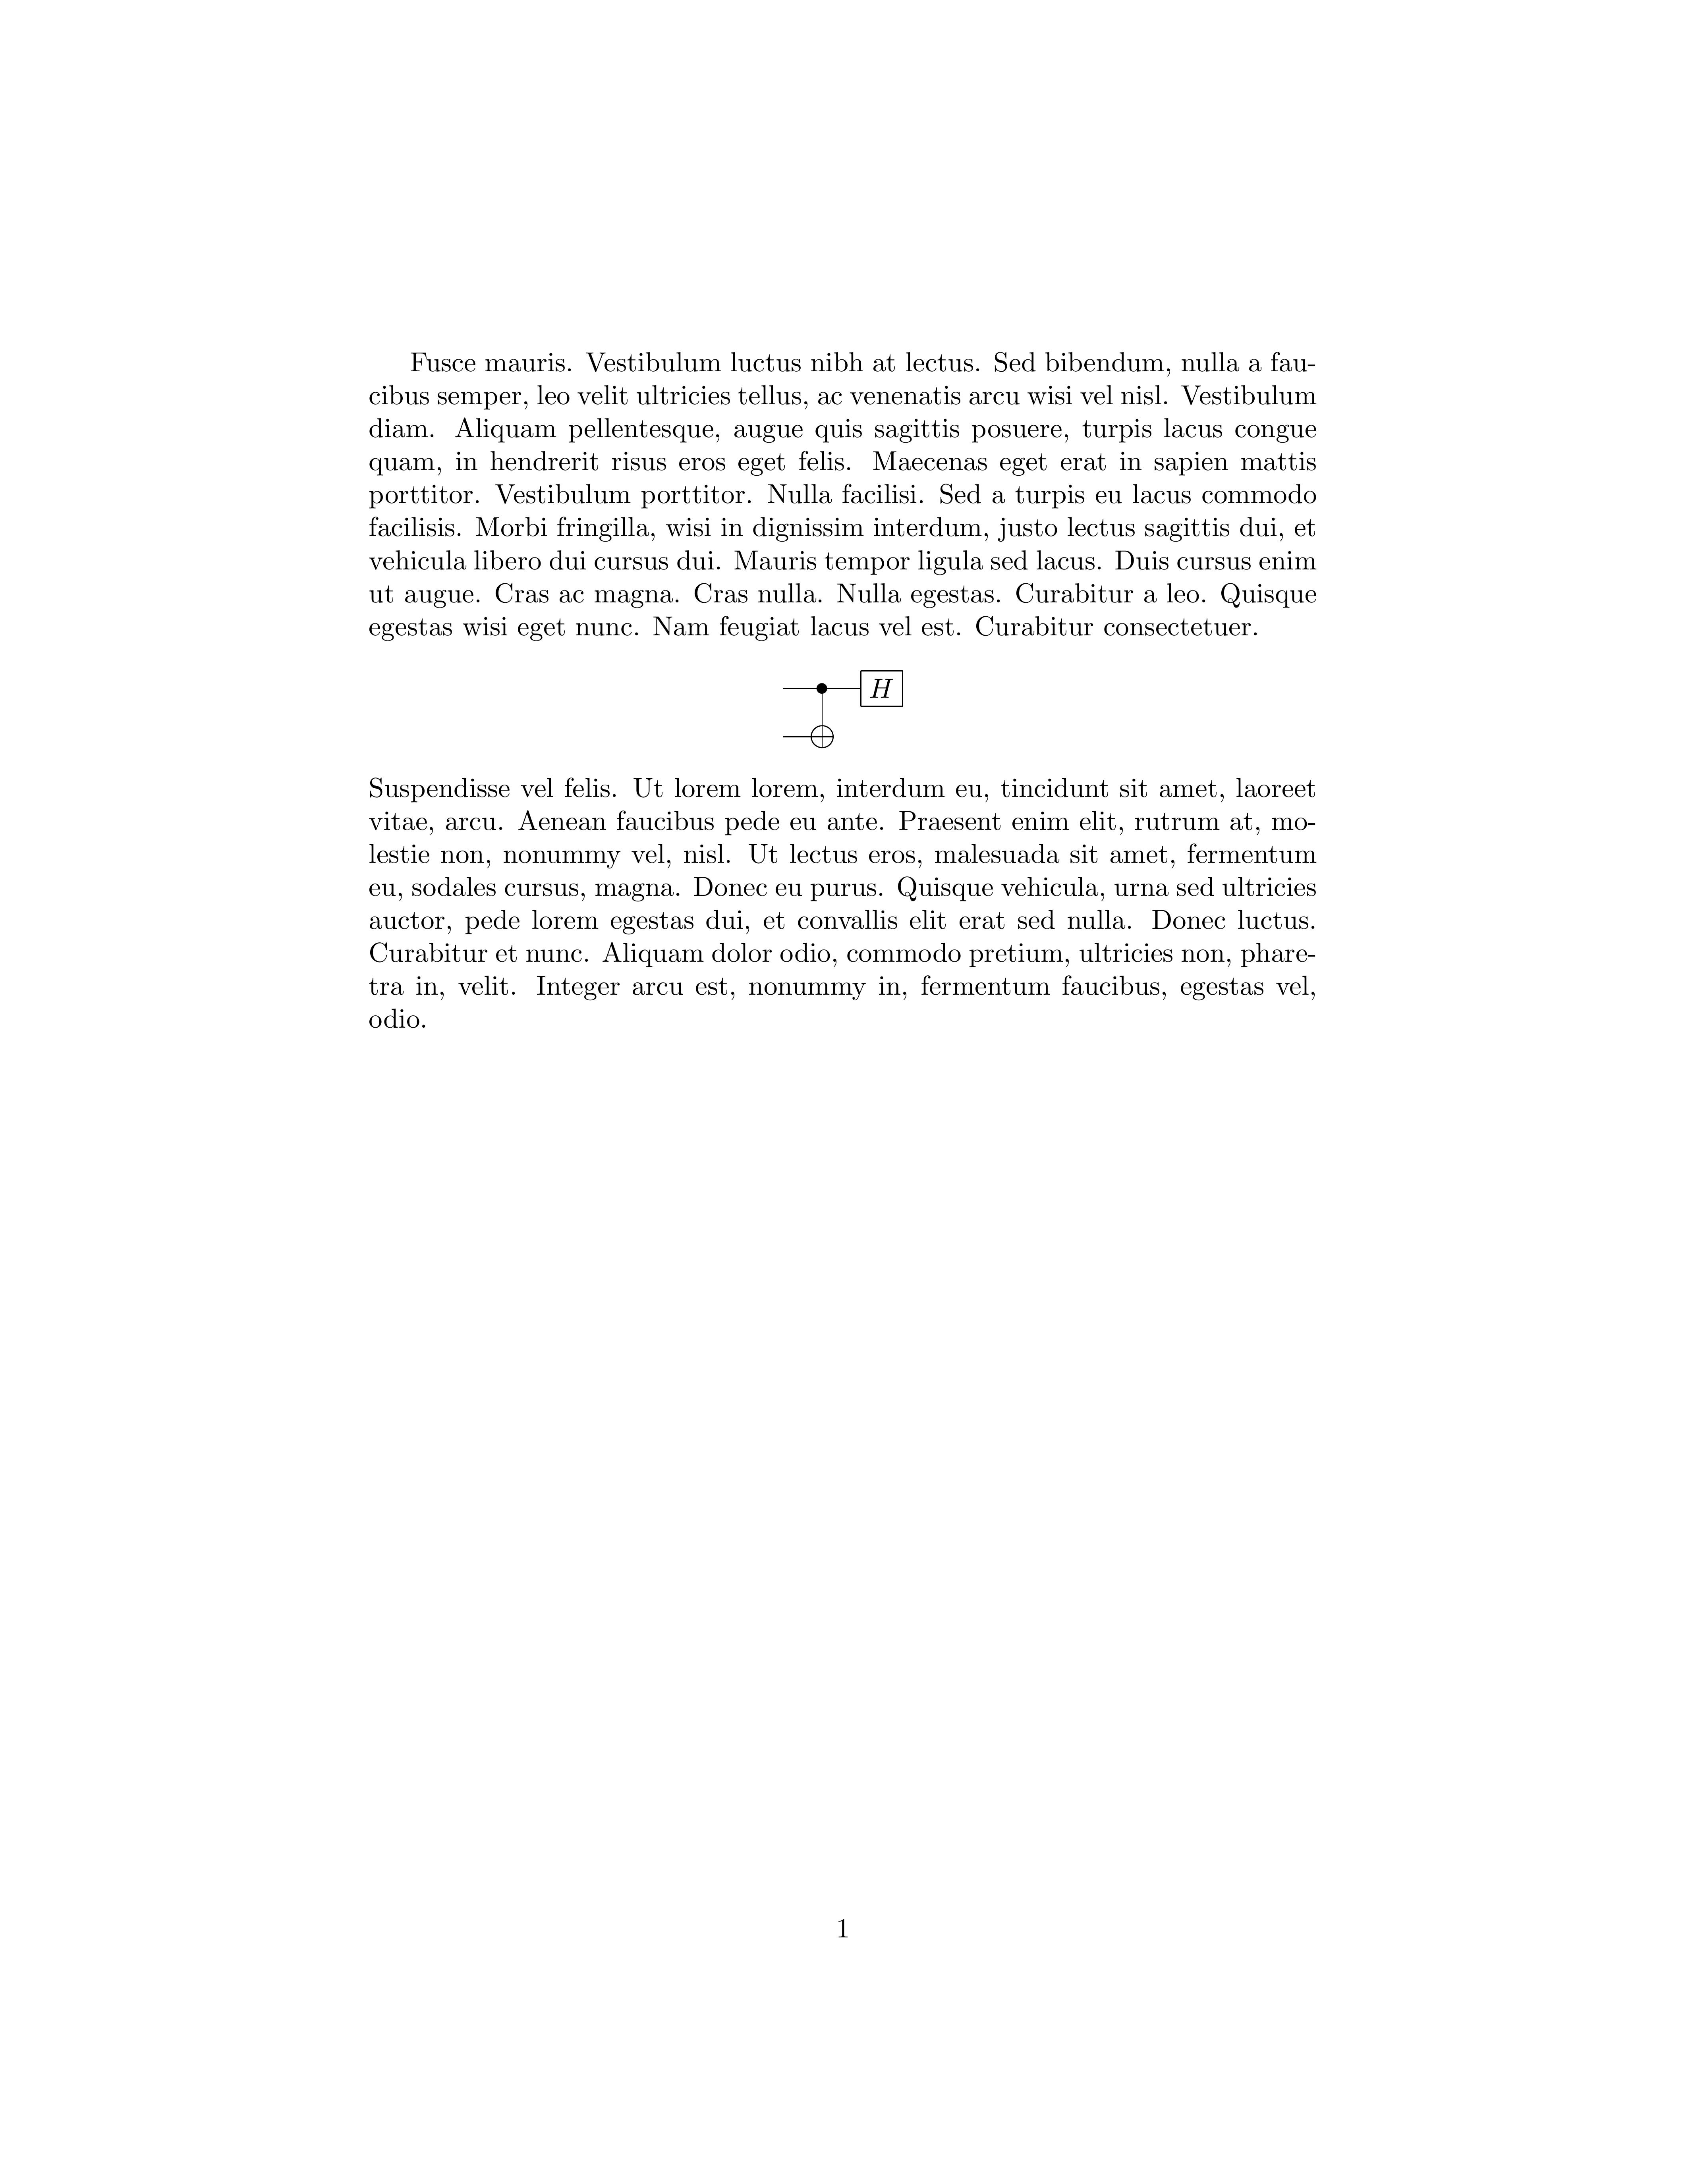 Fusce mauris. Vestibulum luctus nibh at lectus. Sed bibendum, nulla a fau-
cibus semper, leo velit ultricies tellus, ac venenatis arcu wisi vel nisl. Vestibulum
diam. Aliquam pellentesque, augue quis sagittis posuere, turpis lacus congue
quam, in hendrerit risus eros eget felis. Maecenas eget erat in sapien mattis
porttitor. Vestibulum porttitor. Nulla facilisi. Sed a turpis eu lacus commodo
facilisis. Morbi fringilla, wisi in dignissim interdum, justo lectus sagittis dui, et
vehicula libero dui cursus dui. Mauris tempor ligula sed lacus. Duis cursus enim
ut augue. Cras ac magna. Cras nulla. Nulla egestas. Curabitur a leo. Quisque
egestas wisi eget nunc. Nam feugiat lacus vel est. Curabitur consectetuer.
H
Suspendisse vel felis. Ut lorem lorem, interdum eu, tincidunt sit amet, laoreet
vitae, arcu. Aenean faucibus pede eu ante. Praesent enim elit, rutrum at, mo-
lestie non, nonummy vel, nisl. Ut lectus eros, malesuada sit amet, fermentum
eu, sodales cursus, magna. Donec eu purus. Quisque vehicula, urna sed ultricies
auctor, pede lorem egestas dui, et convallis elit erat sed nulla. Donec luctus.
Curabitur et nunc. Aliquam dolor odio, commodo pretium, ultricies non, phare-
tra in, velit. Integer arcu est, nonummy in, fermentum faucibus, egestas vel,
odio.
1